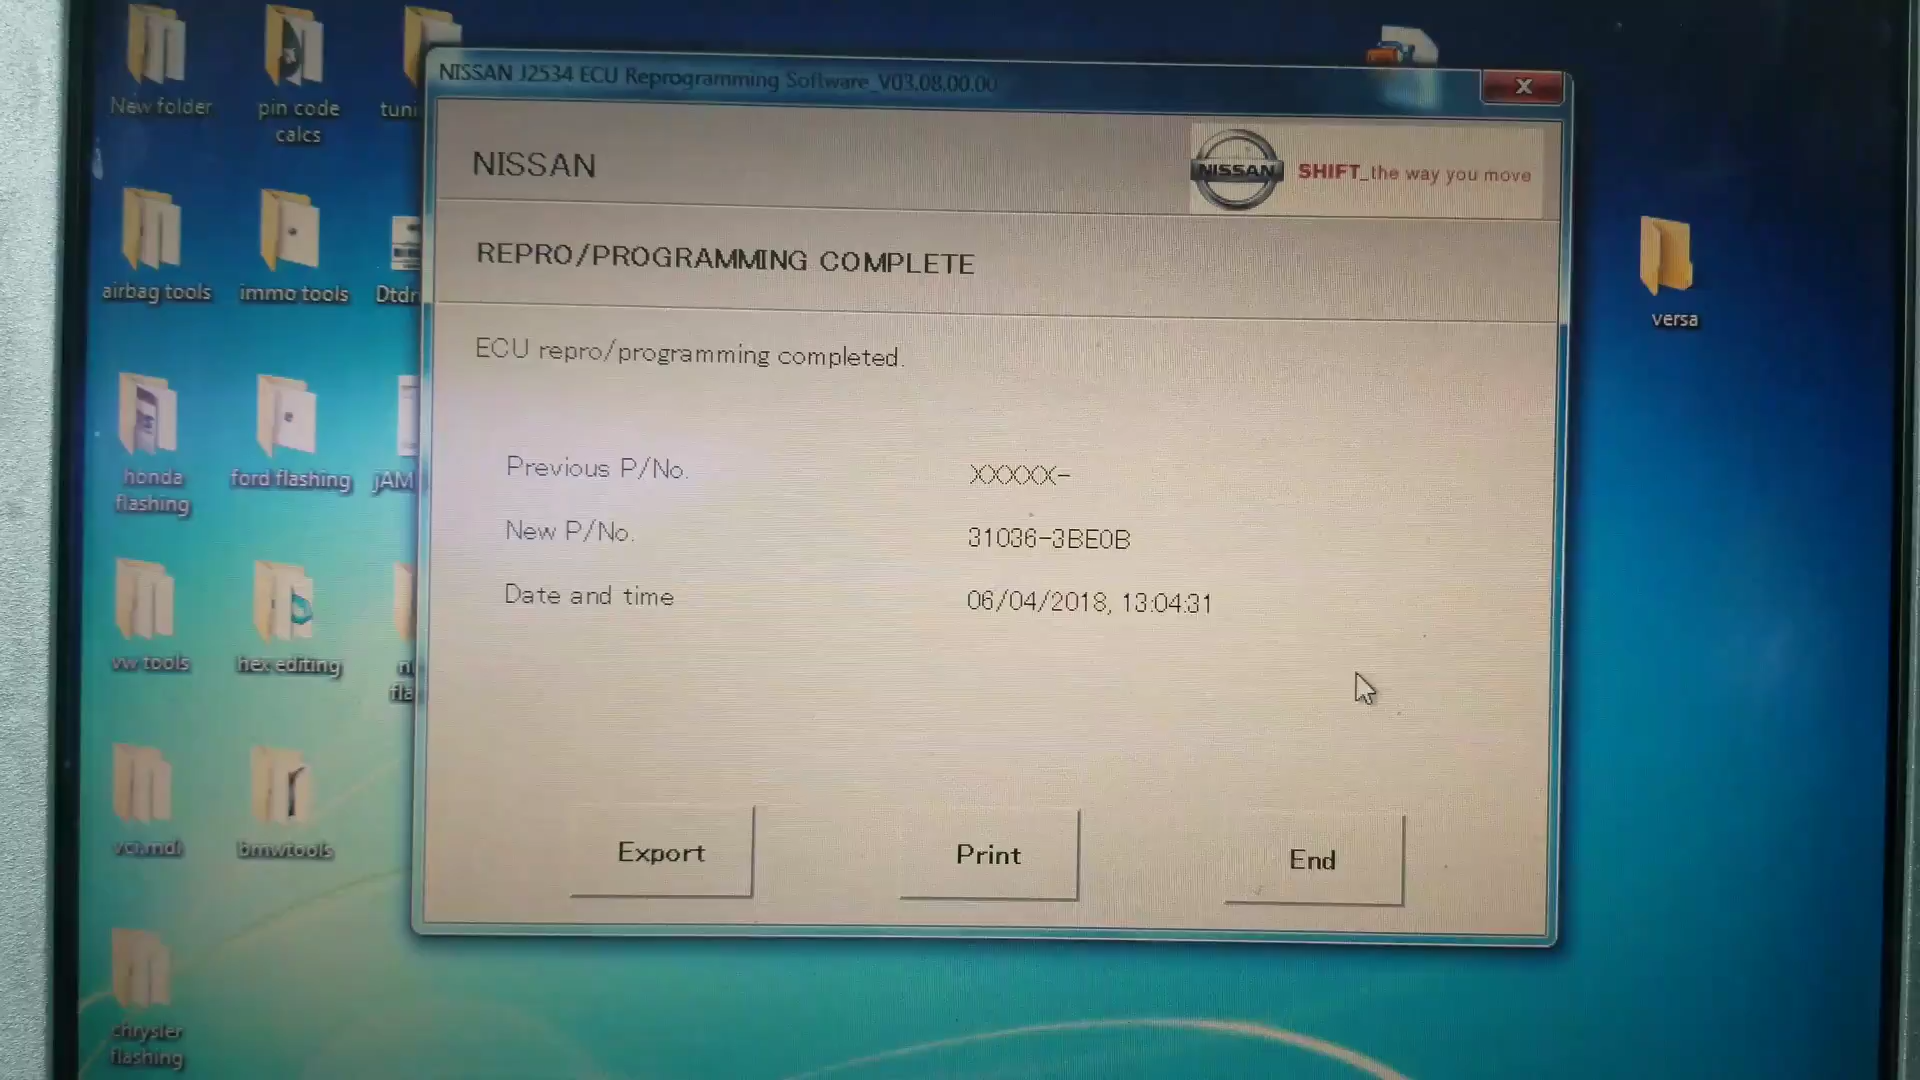 NISSAN J2534 ECU Reprogramming Software_V03.08.00.00
X
NISSAN
NISSAN
SHIFT_the way you move
REPRO/PROGRAMMING COMPLETE
ECU repro/programming completed.
Previous P/No.
XXXXX-
New P/No.
31036-3BE0B
Date and time
06/04/2018, 13:04:31
Export
Print
End
New folder
pin code
calcs
tuni
airbag tools
immo tools
Dtdr
honda
flashing
ford flashing
jAM
vw tools
hex editing
fla
vci.mdi
bmwtools
chrysler
flashing
versa